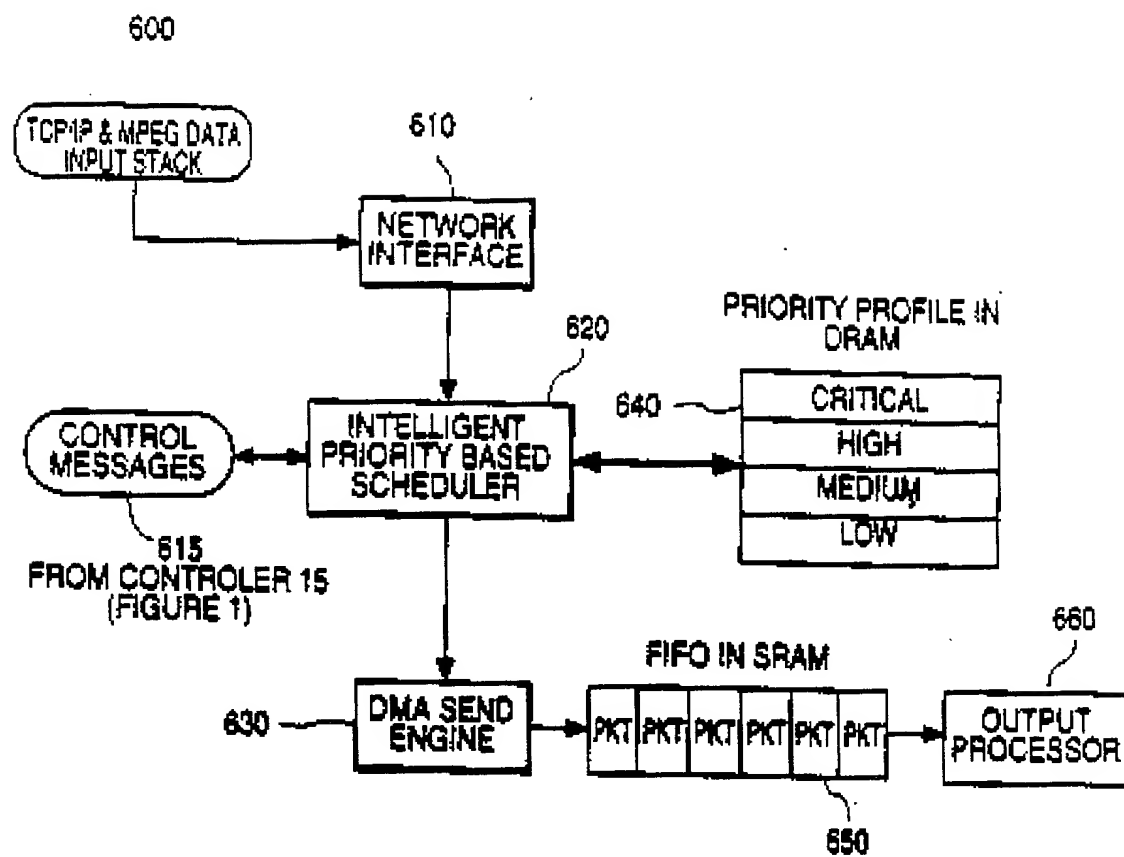 600
TCP/IP & MPEG DATA
INPUT STACK
610
NETWORK
INTERFACE
620
PRIORITY PROFILE IN
DRAM
640
CRITICAL
HIGH
MEDIUM
LOW
CONTROL
MESSAGES
INTELLIGENT
PRIORITY BASED
SCHEDULER
615
FROM CONTROLER 15
(FIGURE 1)
630
DMA SEND
ENGINE
FIFO IN SRAM
PKT PKT PKT PKT PKT PKT
650
660
OUTPUT
PROCESSOR